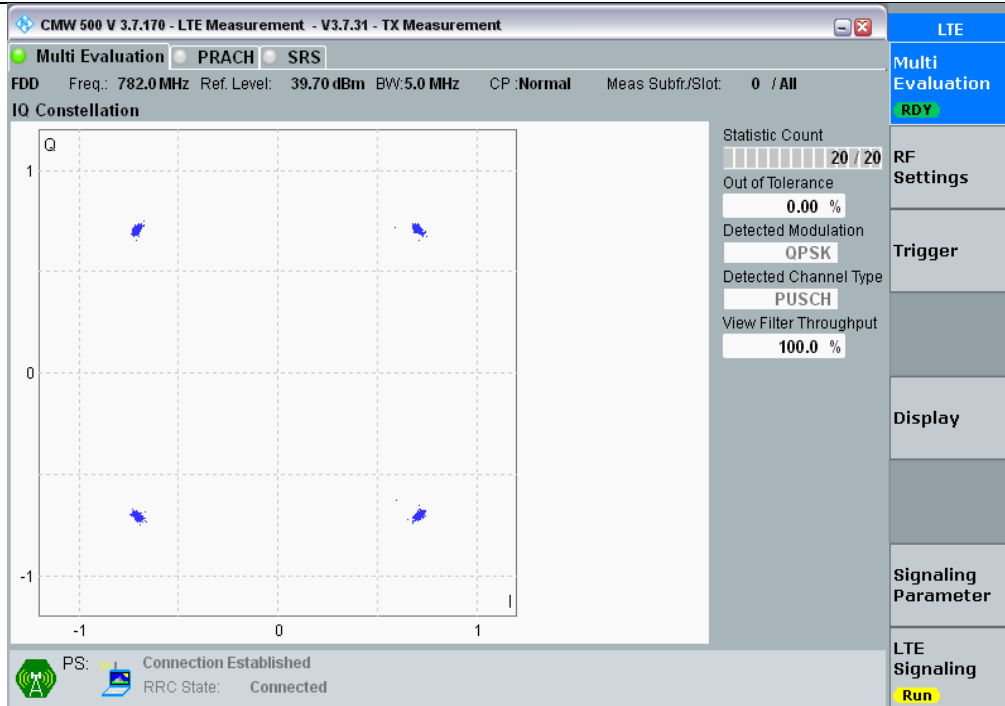 CMW 500 V 3.7.170 - LTE Measurement - V3.7.31 - TX Measurement
LTE
Multi Evaluation PRACH SRS
Multi
Evaluation
RDY
FDD Freq.: 782.0 MHz Ref. Level: 39.70 dBm BW:5.0 MHz CP :Normal Meas Subfr./Slot: 0 / All
IQ Constellation
Q
1
0
-1
-1 0 1
I
Statistic Count
20 / 20
Out of Tolerance
0.00 %
Detected Modulation
QPSK
Detected Channel Type
PUSCH
View Filter Throughput
100.0 %
RF
Settings
Trigger
Display
Signaling
Parameter
LTE
Signaling
Run
PS: Connection Established
RRC State: Connected